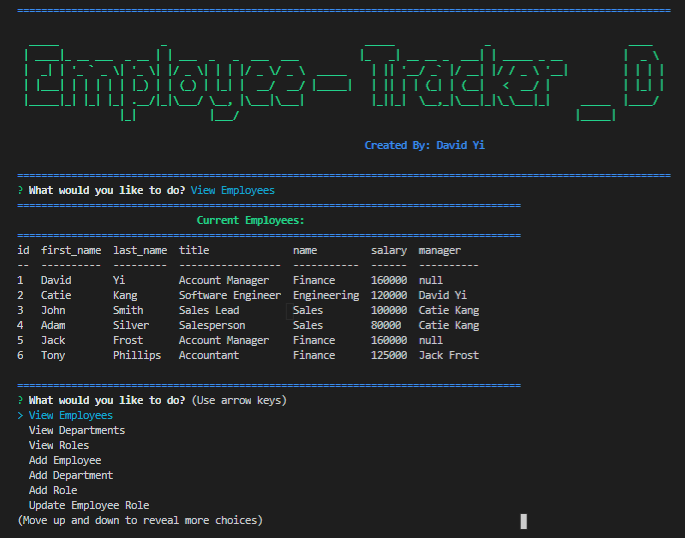 Employee-Tracker_D
Created By: David Yi
? What would you like to do? View Employees
Current Employees:
id first_name last_name title name salary manager
-- ---------- --------- ----------------- ----------- ------ ----------
1 David Yi Account Manager Finance 160000 null
2 Catie Kang Software Engineer Engineering 120000 David Yi
3 John Smith Sales Lead Sales 100000 Catie Kang
4 Adam Silver Salesperson Sales 80000 Catie Kang
5 Jack Frost Account Manager Finance 160000 null
6 Tony Phillips Accountant Finance 125000 Jack Frost
? What would you like to do? (Use arrow keys)
> View Employees
View Departments
View Roles
Add Employee
Add Department
Add Role
Update Employee Role
(Move up and down to reveal more choices)